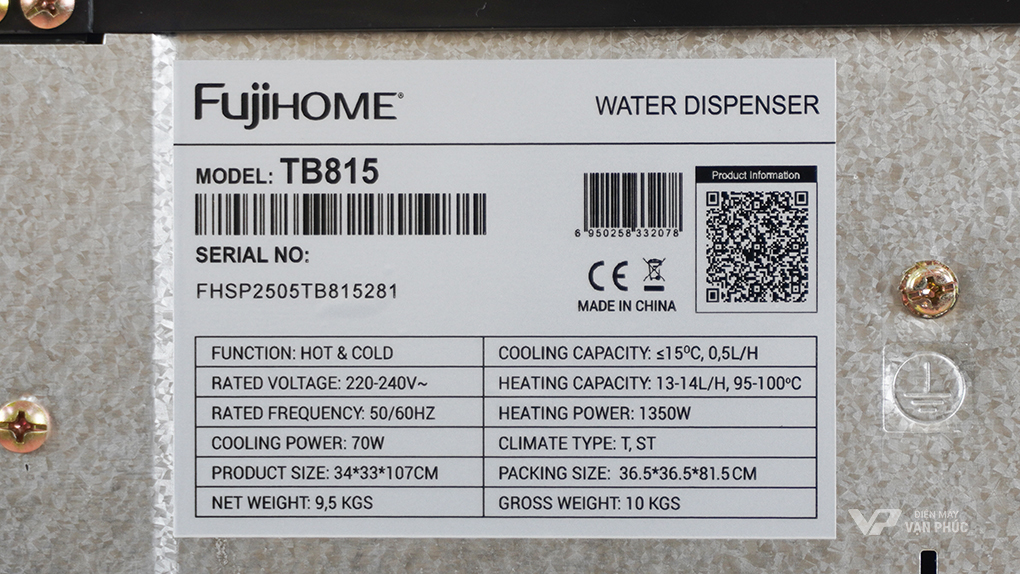 FujiHOME®
WATER DISPENSER
MODEL: TB815
Product Information
6 950258 332078
SERIAL NO:
FHSP2505TB815281
CE
MADE IN CHINA
FUNCTION: HOT & COLD
COOLING CAPACITY: ≤15⁰C, 0,5L/H
RATED VOLTAGE: 220-240V~
HEATING CAPACITY: 13-14L/H, 95-100⁰C
RATED FREQUENCY: 50/60HZ
HEATING POWER: 1350W
COOLING POWER: 70W
CLIMATE TYPE: T, ST
PRODUCT SIZE: 34*33*107CM
PACKING SIZE: 36.5*36.5*81.5CM
NET WEIGHT: 9,5 KGS
GROSS WEIGHT: 10 KGS
VP ĐIỆN MÁY
VẠN PHÚC